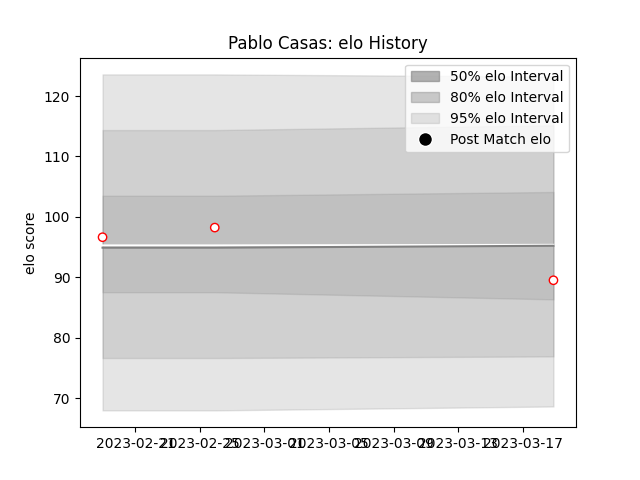 Pablo Casas: elo History
50% elo Interval
80% elo Interval
95% elo Interval
Post Match elo
elo score
120
110
100
90
80
70
2023-02-21 2023-02-25 2023-03-01 2023-03-05 2023-03-09 2023-03-13 2023-03-17